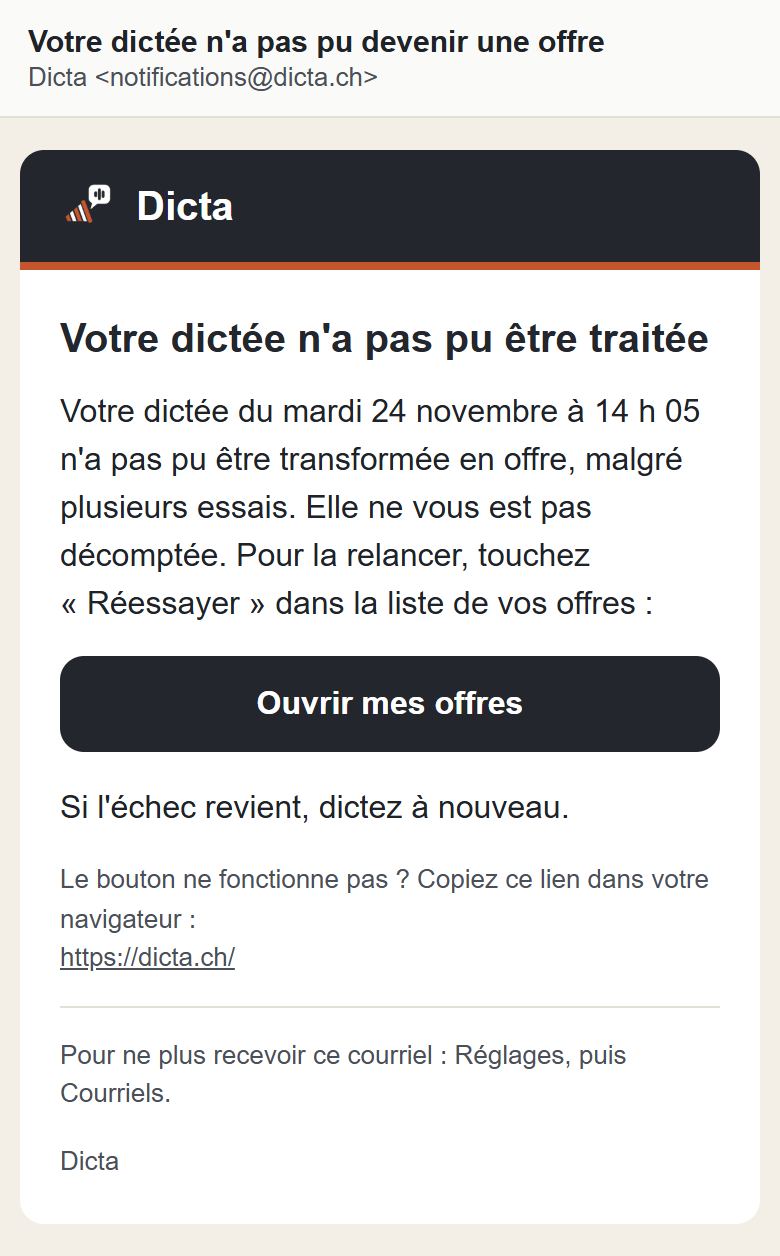 Votre dictée n'a pas pu devenir une offre
Dicta <notifications@dicta.ch>
Dicta
Votre dictée n'a pas pu être traitée
Votre dictée du mardi 24 novembre à 14 h 05
n'a pas pu être transformée en offre, malgré
plusieurs essais. Elle ne vous est pas
décomptée. Pour la relancer, touchez
« Réessayer » dans la liste de vos offres :
Ouvrir mes offres
Si l'échec revient, dictez à nouveau.
Le bouton ne fonctionne pas ? Copiez ce lien dans votre
navigateur :
https://dicta.ch/
Pour ne plus recevoir ce courriel : Réglages, puis
Courriels.
Dicta